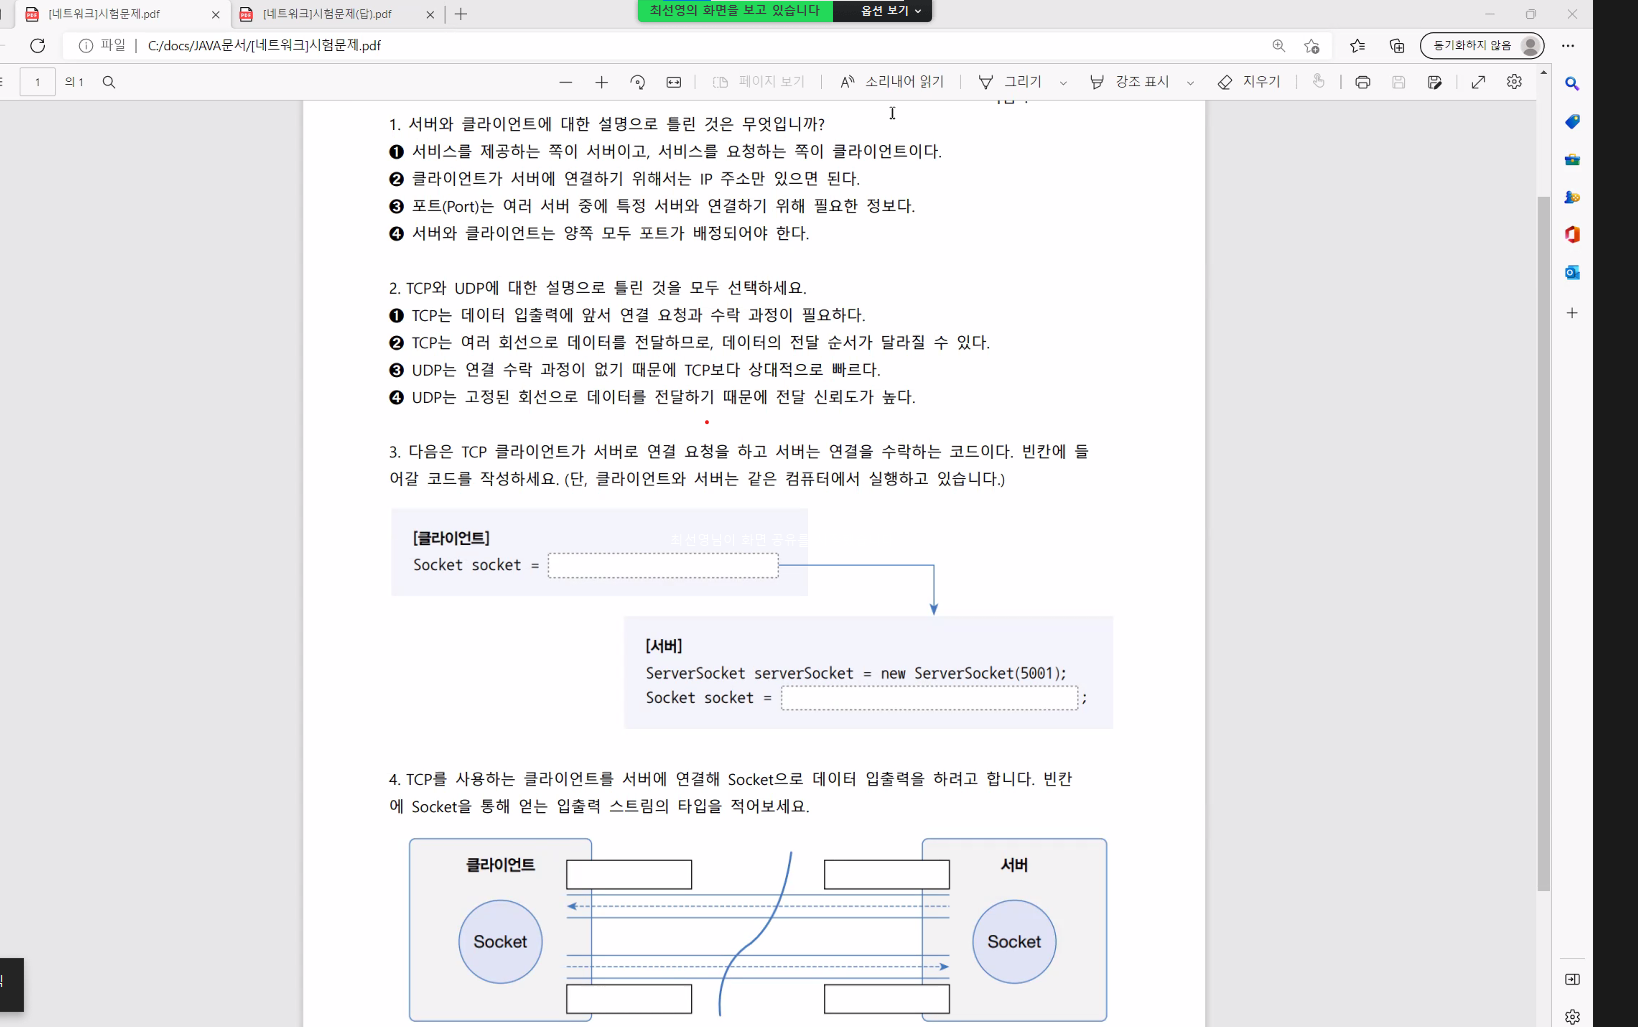 [네트워크]시험문제.pdf
[네트워크]시험문제(답).pdf
최선영의 화면을 보고 있습니다
옵션 보기
파일
C:/docs/JAVA문서/[네트워크]시험문제.pdf
동기화하지 않음
1
의 1
페이지 보기
소리내어 읽기
그리기
강조 표시
지우기
1. 서버와 클라이언트에 대한 설명으로 틀린 것은 무엇입니까?
❶ 서비스를 제공하는 쪽이 서버이고, 서비스를 요청하는 쪽이 클라이언트이다.
❷ 클라이언트가 서버에 연결하기 위해서는 IP 주소만 있으면 된다.
❸ 포트(Port)는 여러 서버 중에 특정 서버와 연결하기 위해 필요한 정보다.
❹ 서버와 클라이언트는 양쪽 모두 포트가 배정되어야 한다.
2. TCP와 UDP에 대한 설명으로 틀린 것을 모두 선택하세요.
❶ TCP는 데이터 입출력에 앞서 연결 요청과 수락 과정이 필요하다.
❷ TCP는 여러 회선으로 데이터를 전달하므로, 데이터의 전달 순서가 달라질 수 있다.
❸ UDP는 연결 수락 과정이 없기 때문에 TCP보다 상대적으로 빠르다.
❹ UDP는 고정된 회선으로 데이터를 전달하기 때문에 전달 신뢰도가 높다.
3. 다음은 TCP 클라이언트가 서버로 연결 요청을 하고 서버는 연결을 수락하는 코드이다. 빈칸에 들
어갈 코드를 작성하세요. (단, 클라이언트와 서버는 같은 컴퓨터에서 실행하고 있습니다.)
[클라이언트]
최선영님이 화면 공유를
Socket socket =
[서버]
ServerSocket serverSocket = new ServerSocket(5001);
Socket socket = ;
4. TCP를 사용하는 클라이언트를 서버에 연결해 Socket으로 데이터 입출력을 하려고 합니다. 빈칸
에 Socket을 통해 얻는 입출력 스트림의 타입을 적어보세요.
클라이언트
서버
Socket
Socket